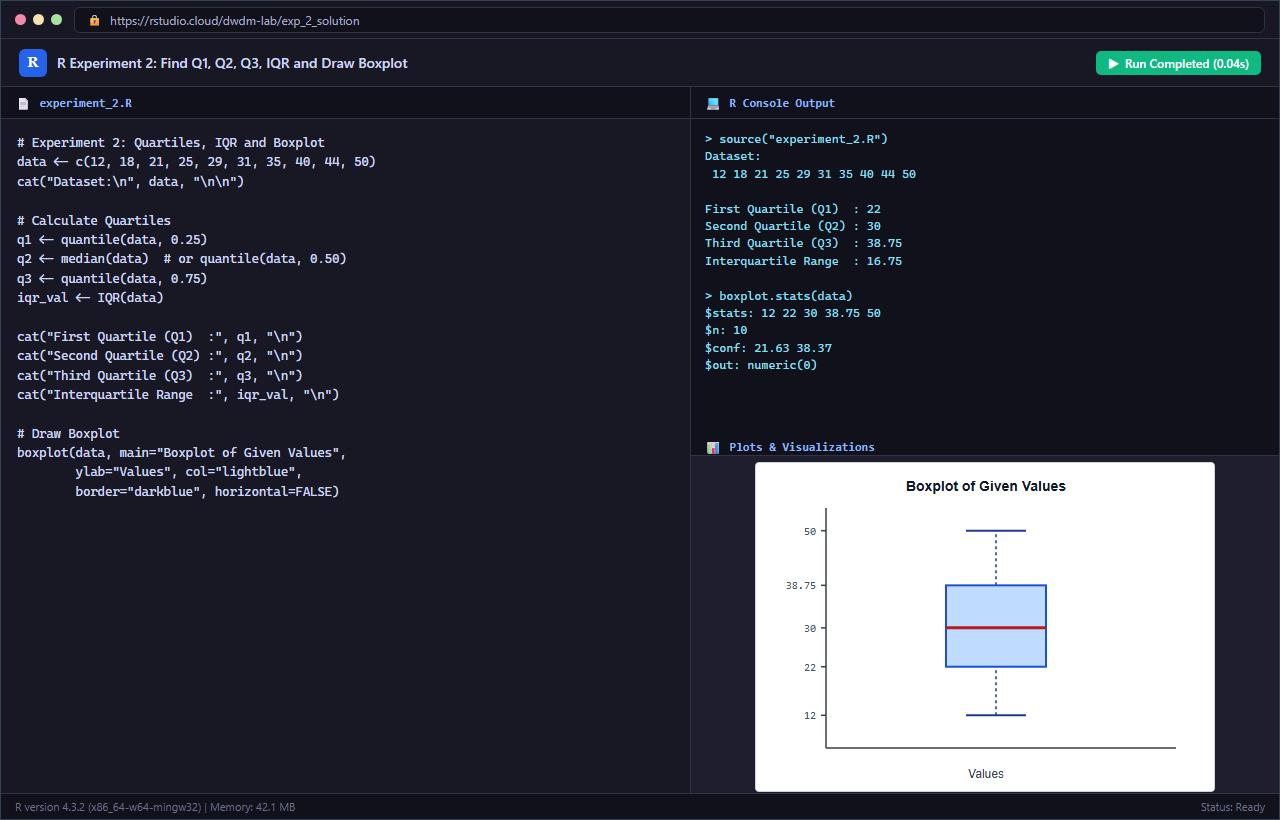 https://rstudio.cloud/dwdm-lab/exp_2_solution
R R Experiment 2: Find Q1, Q2, Q3, IQR and Draw Boxplot
▶ Run Completed (0.04s)
experiment_2.R
# Experiment 2: Quartiles, IQR and Boxplot
data <- c(12, 18, 21, 25, 29, 31, 35, 40, 44, 50)
cat("Dataset:\n", data, "\n\n")
# Calculate Quartiles
q1 <- quantile(data, 0.25)
q2 <- median(data)  # or quantile(data, 0.50)
q3 <- quantile(data, 0.75)
iqr_val <- IQR(data)
cat("First Quartile (Q1)  :", q1, "\n")
cat("Second Quartile (Q2) :", q2, "\n")
cat("Third Quartile (Q3)  :", q3, "\n")
cat("Interquartile Range  :", iqr_val, "\n")
# Draw Boxplot
boxplot(data, main="Boxplot of Given Values",
        ylab="Values", col="lightblue",
        border="darkblue", horizontal=FALSE)
R Console Output
> source("experiment_2.R")
Dataset:
 12 18 21 25 29 31 35 40 44 50
First Quartile (Q1)  : 22
Second Quartile (Q2) : 30
Third Quartile (Q3)  : 38.75
Interquartile Range  : 16.75
> boxplot.stats(data)
$stats: 12 22 30 38.75 50
$n: 10
$conf: 21.63 38.37
$out: numeric(0)
Plots & Visualizations
Boxplot of Given Values
50
38.75
30
22
12
Values
R version 4.3.2 (x86_64-w64-mingw32) | Memory: 42.1 MB
Status: Ready